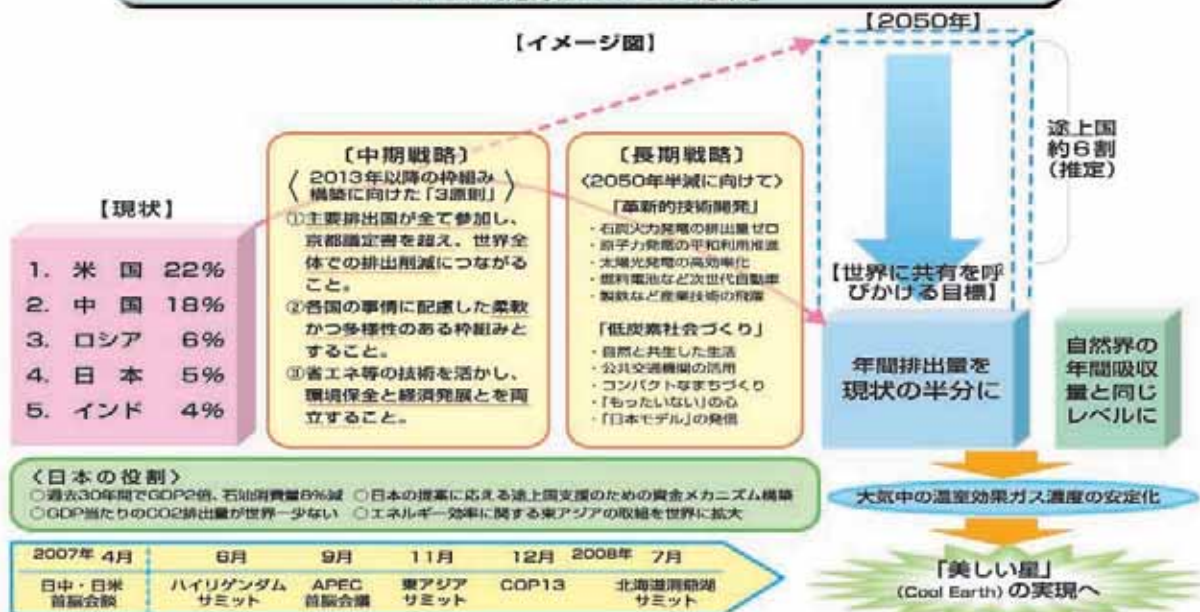 【2050年】
【イメージ図】
途上国
約6割
(推定)
【現状】
1. 米 国 22%
2. 中 国 18%
3. ロシア 6%
4. 日 本 5%
5. インド 4%
【中期戦略】
〈2013年以降の枠組み
構築に向けた「3原則」〉
①主要排出国が全て参加し、
京都議定書を超え、世界全
体での排出削減につながる
こと。
②各国の事情に配慮した柔軟
かつ多様性のある枠組みと
すること。
③省エネ等の技術を活かし、
環境保全と経済発展とを両
立すること。
【長期戦略】
〈2050年半減に向けて〉
「革新的技術開発」
・石炭火力発電の排出量ゼロ
・原子力発電の平和利用推進
・太陽光発電の高効率化
・燃料電池など次世代自動車
・製鉄など産業技術の飛躍
「低炭素社会づくり」
・自然と共生した生活
・公共交通機関の活用
・コンパクトなまちづくり
・「もったいない」の心
・「日本モデル」の発信
【世界に共有を呼
びかける目標】
年間排出量を
現状の半分に
自然界の
年間吸収
量と同じ
レベルに
〈日本の役割〉
○過去30年間でGDP2倍、石油消費量8%減 ○日本の提案に応える途上国支援のための資金メカニズム構築
○GDP当たりのCO2排出量が世界一少ない ○エネルギー効率に関する東アジアの取組を世界に拡大
大気中の温室効果ガス濃度の安定化
2007年 4月 6月 9月 11月 12月 2008年 7月
日中・日米 ハイリゲンダム APEC 東アジア COP13 北海道洞爺湖
首脳会談 サミット 首脳会議 サミット サミット
「美しい星」
(Cool Earth)の実現へ